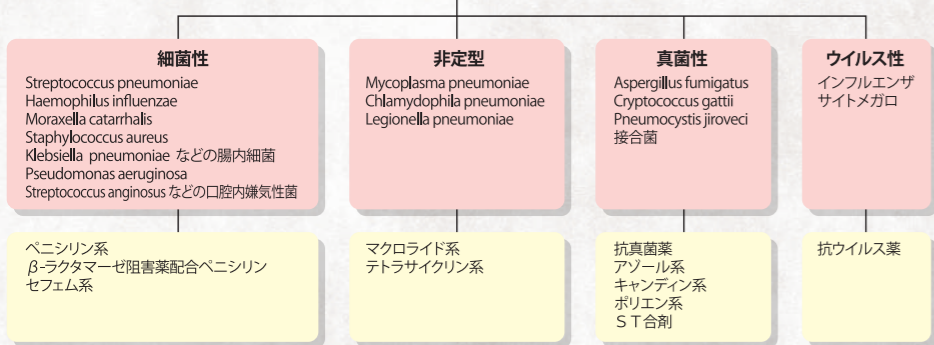 細菌性
Streptococcus pneumoniae
Haemophilus influenzae
Moraxella catarrhalis
Staphylococcus aureus
Klebsiella pneumoniae などの腸内細菌
Pseudomonas aeruginosa
Streptococcus anginosus などの口腔内嫌気性菌
ペニシリン系
β-ラクタマーゼ阻害薬配合ペニシリン
セフェム系
非定型
Mycoplasma pneumoniae
Chlamydophila pneumoniae
Legionella pneumoniae
マクロライド系
テトラサイクリン系
真菌性
Aspergillus fumigatus
Cryptococcus gattii
Pneumocystis jiroveci
接合菌
抗真菌薬
アゾール系
キャンディン系
ポリエン系
ST合剤
ウイルス性
インフルエンザ
サイトメガロ
抗ウイルス薬